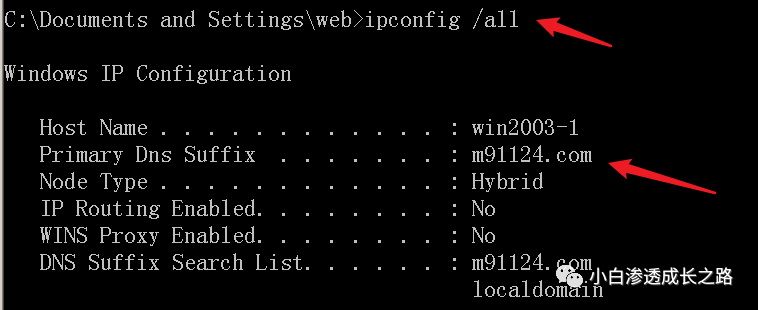 C:\Documents and Settings\web>ipconfig /all
Windows IP Configuration
Host Name . . . . . . . . . . . . : win2003-1
Primary Dns Suffix  . . . . . . . : m91124.com
Node Type . . . . . . . . . . . . : Hybrid
IP Routing Enabled. . . . . . . . : No
WINS Proxy Enabled. . . . . . . . : No
DNS Suffix Search List. . . . . . : m91124.com
小白渗透成长之路
localdomain